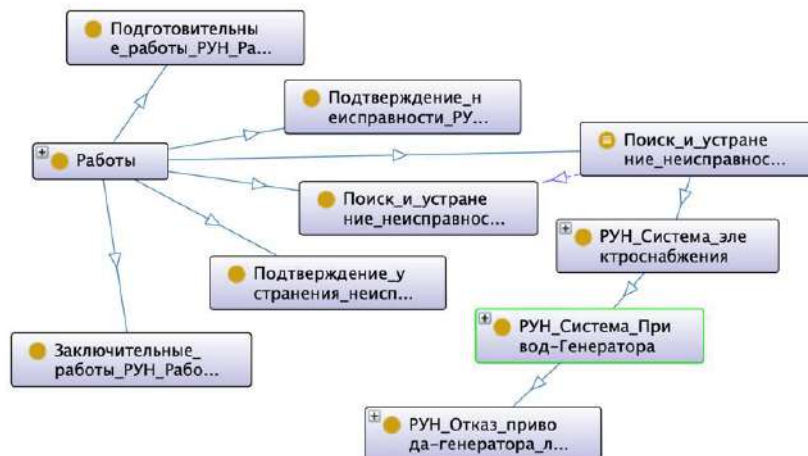 Подготовительны
е_работы_РУН_Ра...
Подтверждение_н
еисправности_РУ...
Работы
Поиск_и_устране
ние_неисправнос...
Поиск_и_устране
ние_неисправнос...
РУН_Система_эле
ктроснабжения
Подтверждение_у
странения_неисп...
РУН_Система_При
вод-Генератора
Заключительные_
работы_РУН_Рабо...
РУН_Отказ_приво
да-генератора_л...